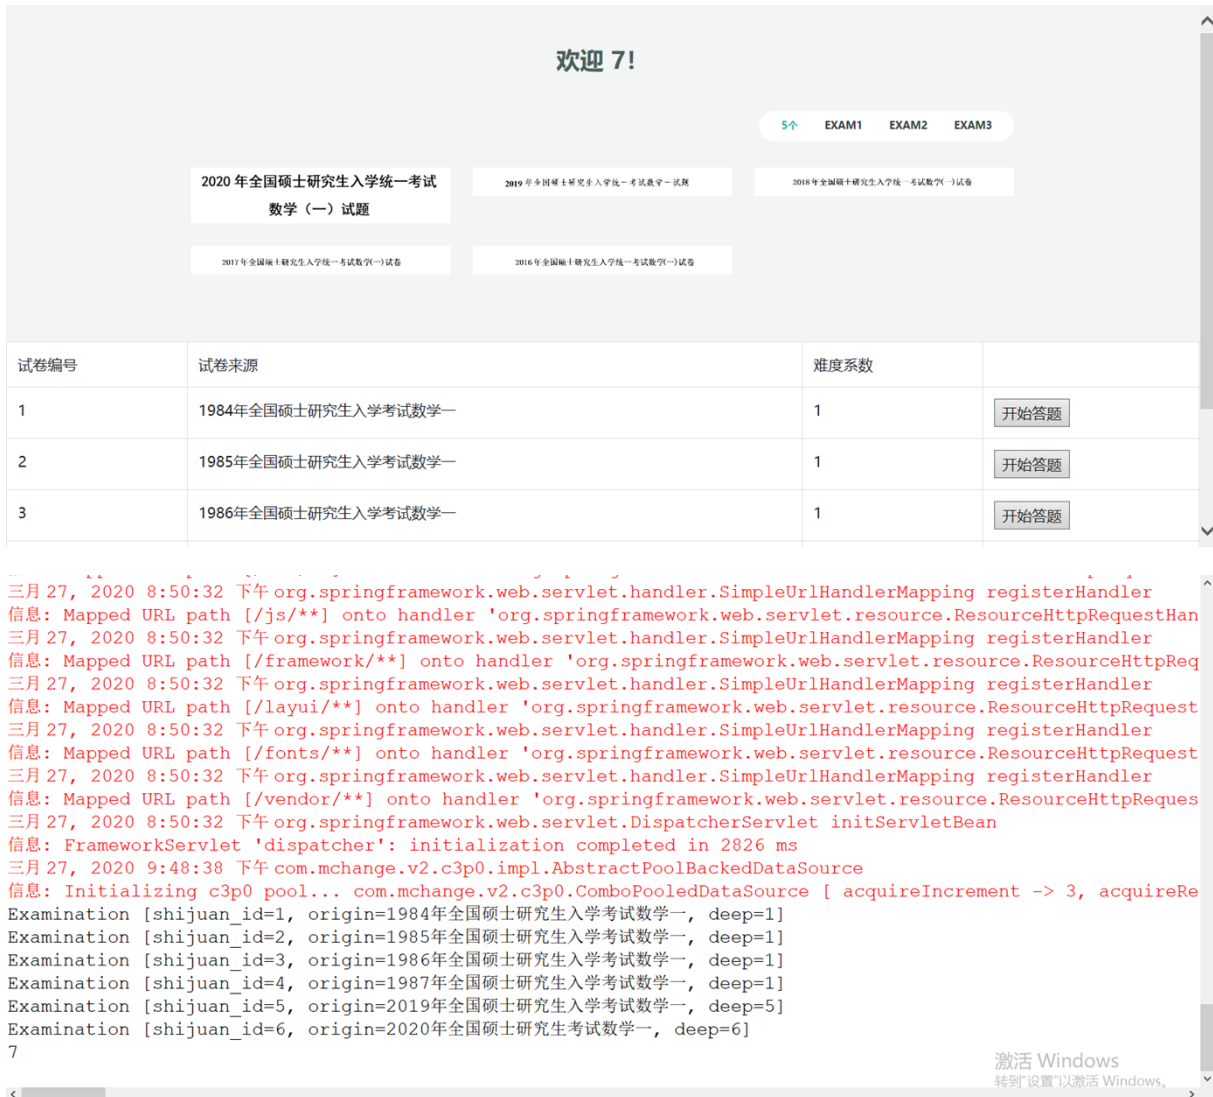 欢迎 7!
5个 EXAM1 EXAM2 EXAM3
2020 年全国硕士研究生入学统一考试
数学（一）试题
2019 年全国硕士研究生入学统一考试数学一试题
2018 年全国硕士研究生入学统一考试数学(一)试卷
2017 年全国硕士研究生入学统一考试数学(一)试卷
2016 年全国硕士研究生入学统一考试数学(一)试卷
试卷编号 试卷来源 难度系数
1 1984年全国硕士研究生入学考试数学一 1 开始答题
2 1985年全国硕士研究生入学考试数学一 1 开始答题
3 1986年全国硕士研究生入学考试数学一 1 开始答题
三月 27, 2020 8:50:32 下午 org.springframework.web.servlet.handler.SimpleUrlHandlerMapping registerHandler
信息: Mapped URL path [/js/**] onto handler 'org.springframework.web.servlet.resource.ResourceHttpRequestHan
三月 27, 2020 8:50:32 下午 org.springframework.web.servlet.handler.SimpleUrlHandlerMapping registerHandler
信息: Mapped URL path [/framework/**] onto handler 'org.springframework.web.servlet.resource.ResourceHttpReq
三月 27, 2020 8:50:32 下午 org.springframework.web.servlet.handler.SimpleUrlHandlerMapping registerHandler
信息: Mapped URL path [/layui/**] onto handler 'org.springframework.web.servlet.resource.ResourceHttpRequest
三月 27, 2020 8:50:32 下午 org.springframework.web.servlet.handler.SimpleUrlHandlerMapping registerHandler
信息: Mapped URL path [/fonts/**] onto handler 'org.springframework.web.servlet.resource.ResourceHttpRequest
三月 27, 2020 8:50:32 下午 org.springframework.web.servlet.handler.SimpleUrlHandlerMapping registerHandler
信息: Mapped URL path [/vendor/**] onto handler 'org.springframework.web.servlet.resource.ResourceHttpReques
三月 27, 2020 8:50:32 下午 org.springframework.web.servlet.DispatcherServlet initServletBean
信息: FrameworkServlet 'dispatcher': initialization completed in 2826 ms
三月 27, 2020 9:48:38 下午 com.mchange.v2.c3p0.impl.AbstractPoolBackedDataSource
信息: Initializing c3p0 pool... com.mchange.v2.c3p0.ComboPooledDataSource [ acquireIncrement -> 3, acquireRe
Examination [shijuan_id=1, origin=1984年全国硕士研究生入学考试数学一, deep=1]
Examination [shijuan_id=2, origin=1985年全国硕士研究生入学考试数学一, deep=1]
Examination [shijuan_id=3, origin=1986年全国硕士研究生入学考试数学一, deep=1]
Examination [shijuan_id=4, origin=1987年全国硕士研究生入学考试数学一, deep=1]
Examination [shijuan_id=5, origin=2019年全国硕士研究生入学考试数学一, deep=5]
Examination [shijuan_id=6, origin=2020年全国硕士研究生考试数学一, deep=6]
7
激活 Windows
转到"设置"以激活 Windows。